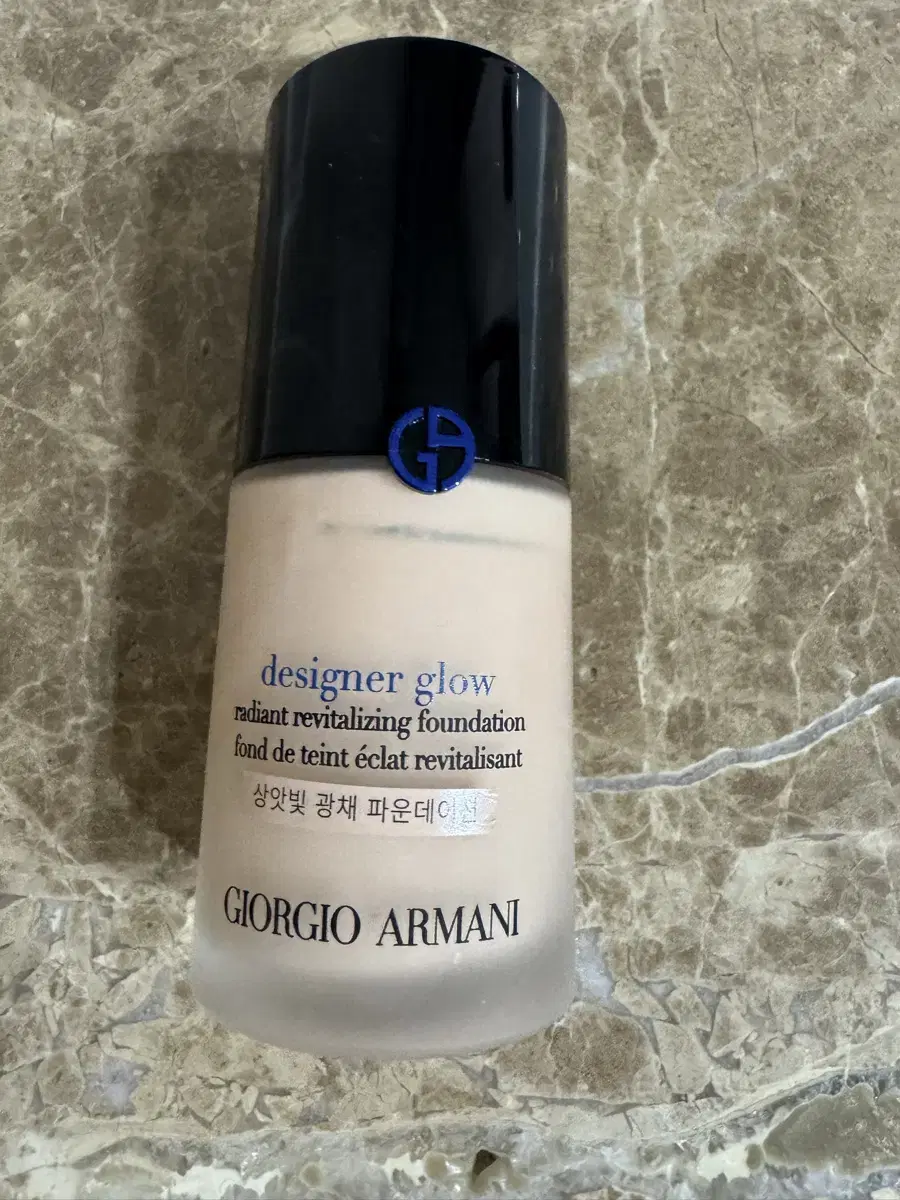 designer glow
radiant revitalizing foundation
fond de teint éclat revitalisant
상앗빛 광채 파운데이션
GIORGIO ARMANI